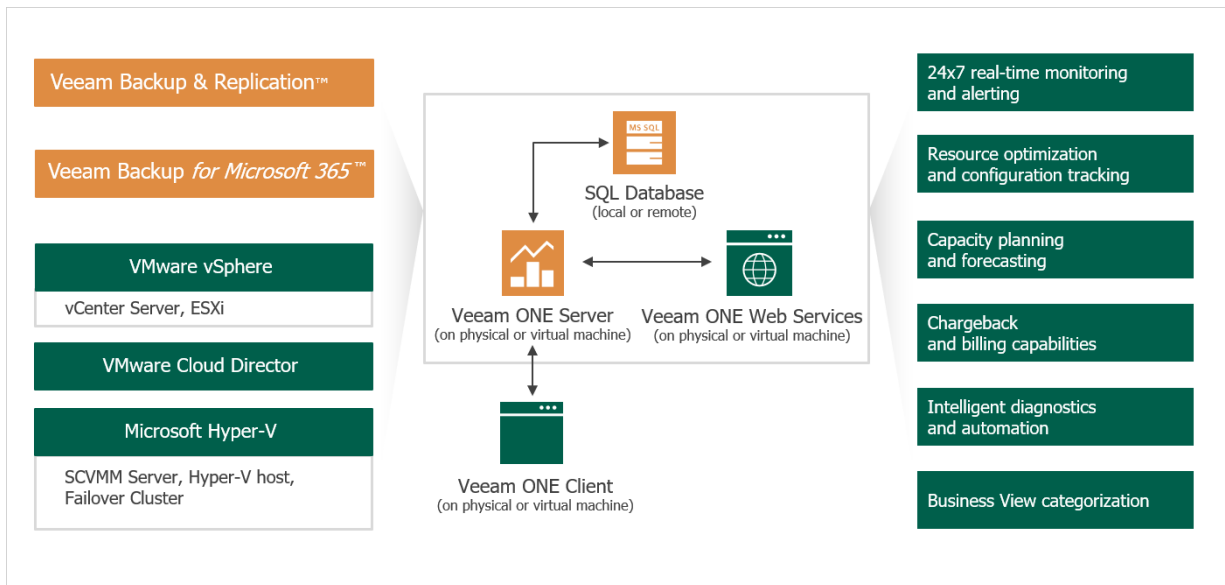 Veeam Backup & Replication™
Veeam Backup for Microsoft 365™
VMware vSphere
vCenter Server, ESXi
VMware Cloud Director
Microsoft Hyper-V
SCVMM Server, Hyper-V host,
Failover Cluster
MS SQL
SQL Database
(local or remote)
Veeam ONE Server
(on physical or virtual machine)
Veeam ONE Web Services
(on physical or virtual machine)
Veeam ONE Client
(on physical or virtual machine)
24x7 real-time monitoring
and alerting
Resource optimization
and configuration tracking
Capacity planning
and forecasting
Chargeback
and billing capabilities
Intelligent diagnostics
and automation
Business View categorization